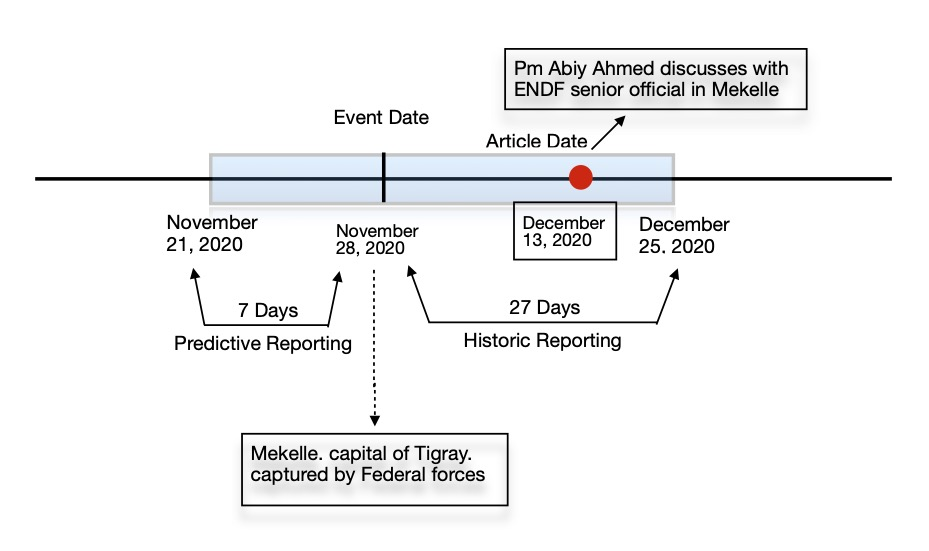 Pm Abiy Ahmed discusses with
ENDF senior official in Mekelle
Event Date
Article Date
November
21, 2020
November
28, 2020
December
13, 2020
December
25. 2020
7 Days
Predictive Reporting
27 Days
Historic Reporting
Mekelle. capital of Tigray.
captured by Federal forces